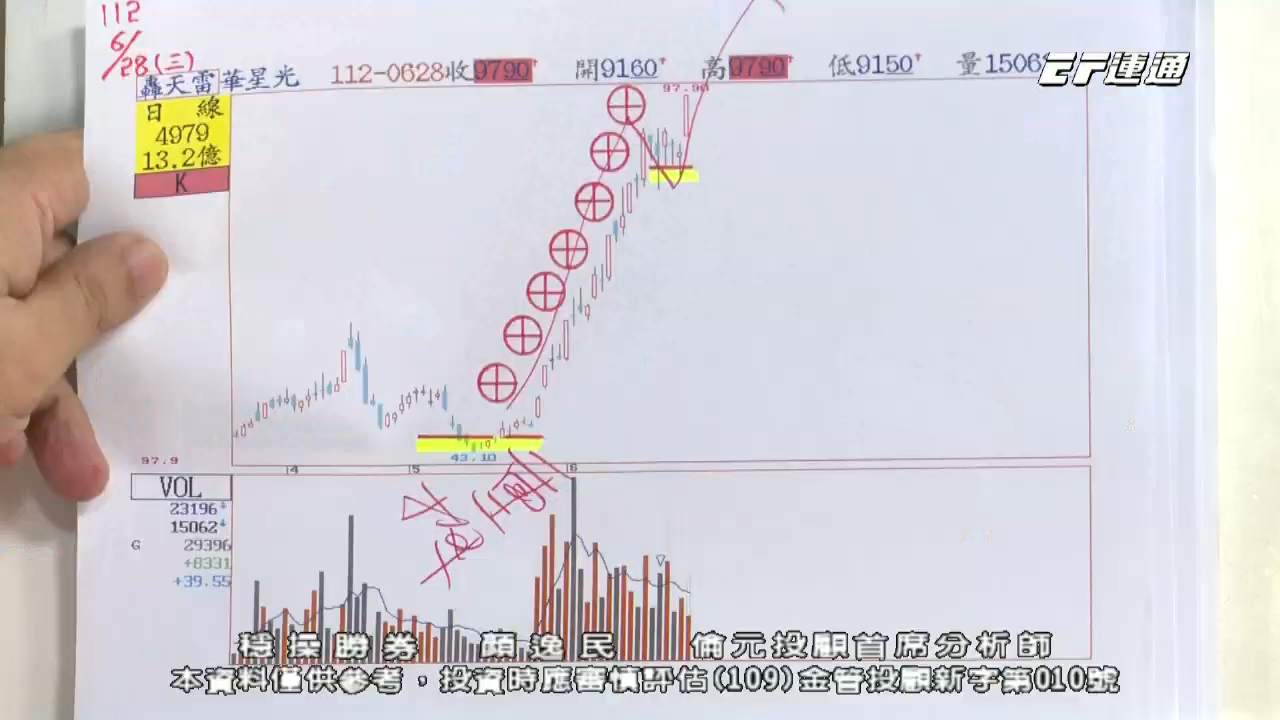 112
6/28(三)
轟天雷 華星光 112-0628收9790 開9160 高9790 低9150 量1506
ETF連通
日 線
4979
13.2億
K
97.90
43.10
97.9
4 5 6
VOL
23196
15062
G 29396
+8331
+39.55
穩操勝券 顏逸民 倫元投顧首席分析師
本資料僅供參考，投資時應審慎評估(109)金管投顧新字第010號